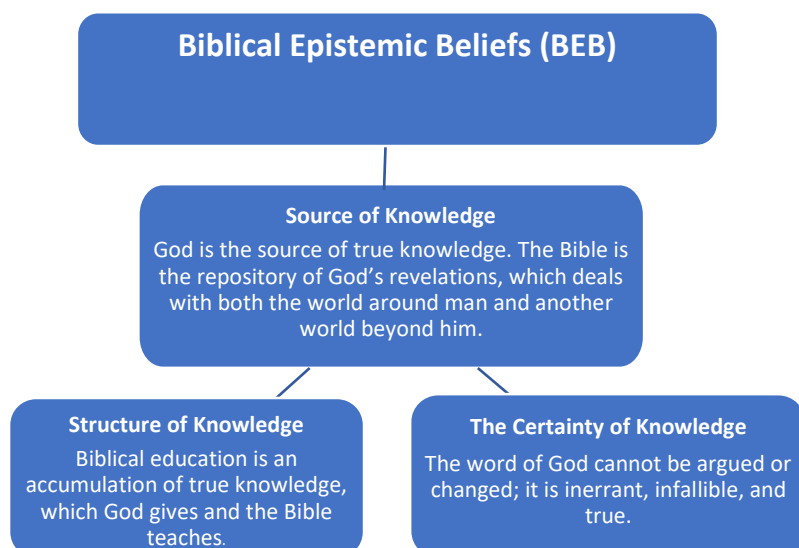 Biblical Epistemic Beliefs (BEB)
Source of Knowledge
God is the source of true knowledge. The Bible is
the repository of God’s revelations, which deals
with both the world around man and another
world beyond him.
Structure of Knowledge
Biblical education is an
accumulation of true knowledge,
which God gives and the Bible
teaches.
The Certainty of Knowledge
The word of God cannot be argued or
changed; it is inerrant, infallible, and
true.